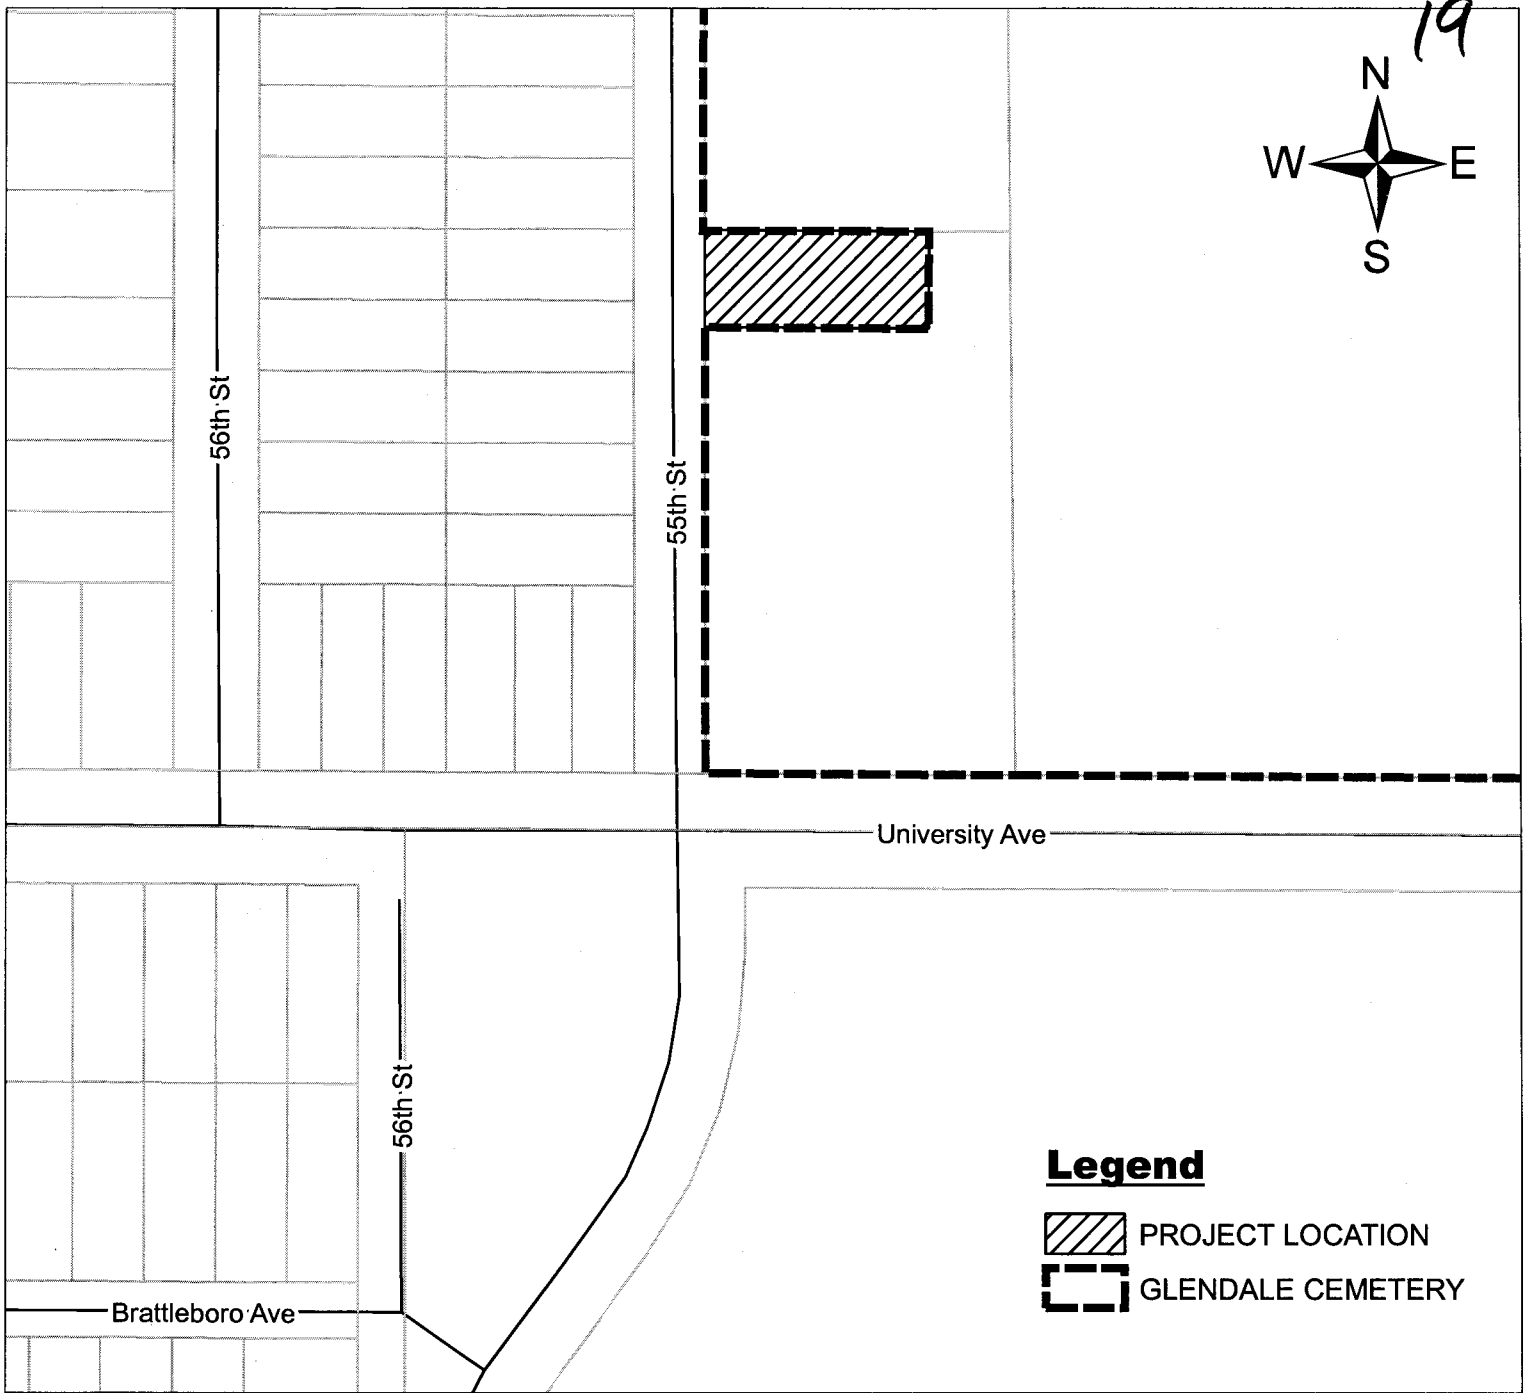 19
N
W E
S
56th St
55th St
University Ave
56th St
Brattleboro Ave
Legend
PROJECT LOCATION
GLENDALE CEMETERY